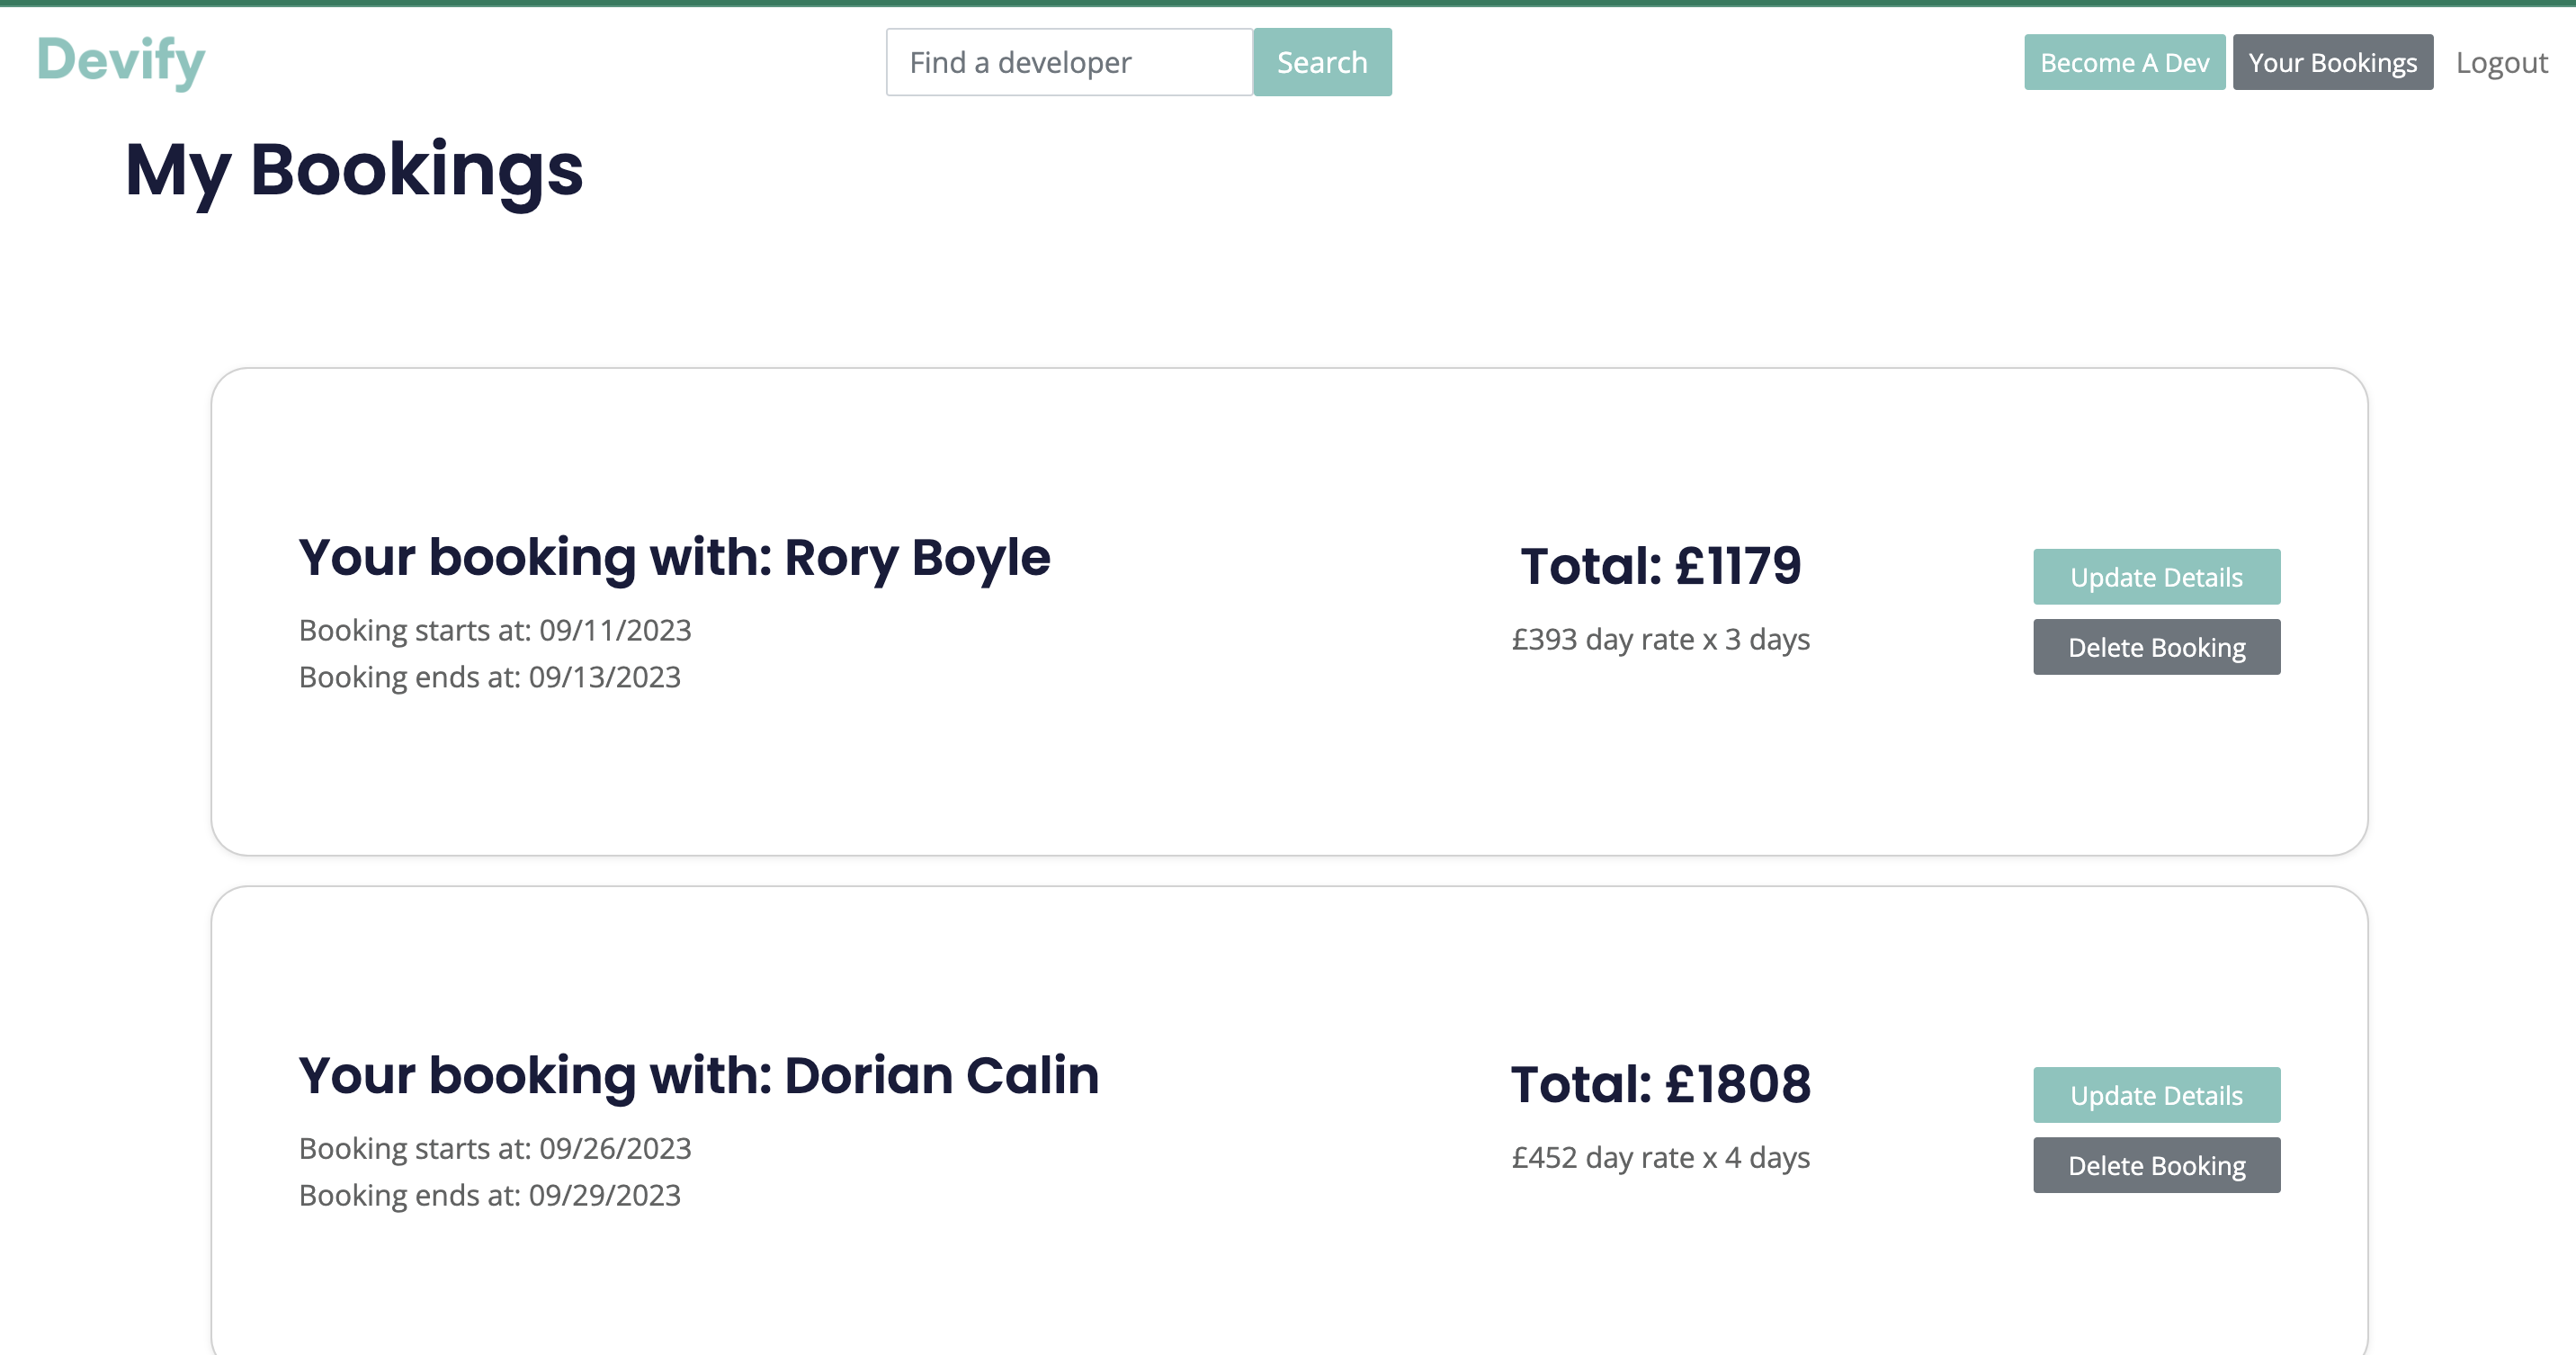 Devify
Find a developer
Search
Become A Dev
Your Bookings
Logout
My Bookings
Your booking with: Rory Boyle
Booking starts at: 09/11/2023
Booking ends at: 09/13/2023
Total: £1179
£393 day rate x 3 days
Update Details
Delete Booking
Your booking with: Dorian Calin
Booking starts at: 09/26/2023
Booking ends at: 09/29/2023
Total: £1808
£452 day rate x 4 days
Update Details
Delete Booking